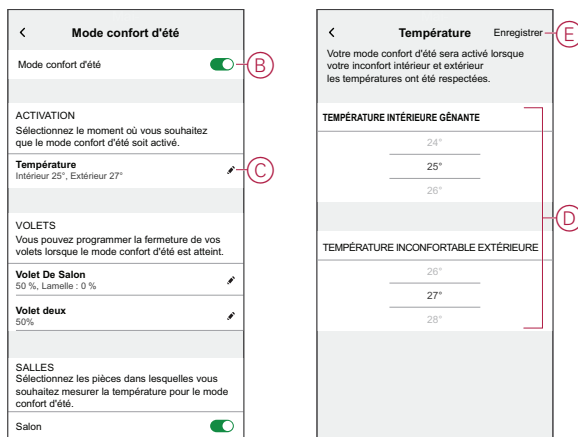 Mode confort d'été
Mode confort d'été
B
ACTIVATION
Sélectionnez le moment où vous souhaitez
que le mode confort d'été soit activé.
Température
Intérieur 25°, Extérieur 27°
C
VOLETS
Vous pouvez programmer la fermeture de vos
volets lorsque le mode confort d'été est atteint.
Volet De Salon
50 %, Lamelle : 0 %
Volet deux
50%
SALLES
Sélectionnez les pièces dans lesquelles vous
souhaitez mesurer la température pour le mode
confort d'été.
Salon
Température Enregistrer
E
Votre mode confort d'été sera activé lorsque
votre inconfort intérieur et extérieur
les températures ont été respectées.
TEMPÉRATURE INTÉRIEURE GÊNANTE
24°
25°
26°
D
TEMPÉRATURE INCONFORTABLE EXTÉRIEURE
26°
27°
28°